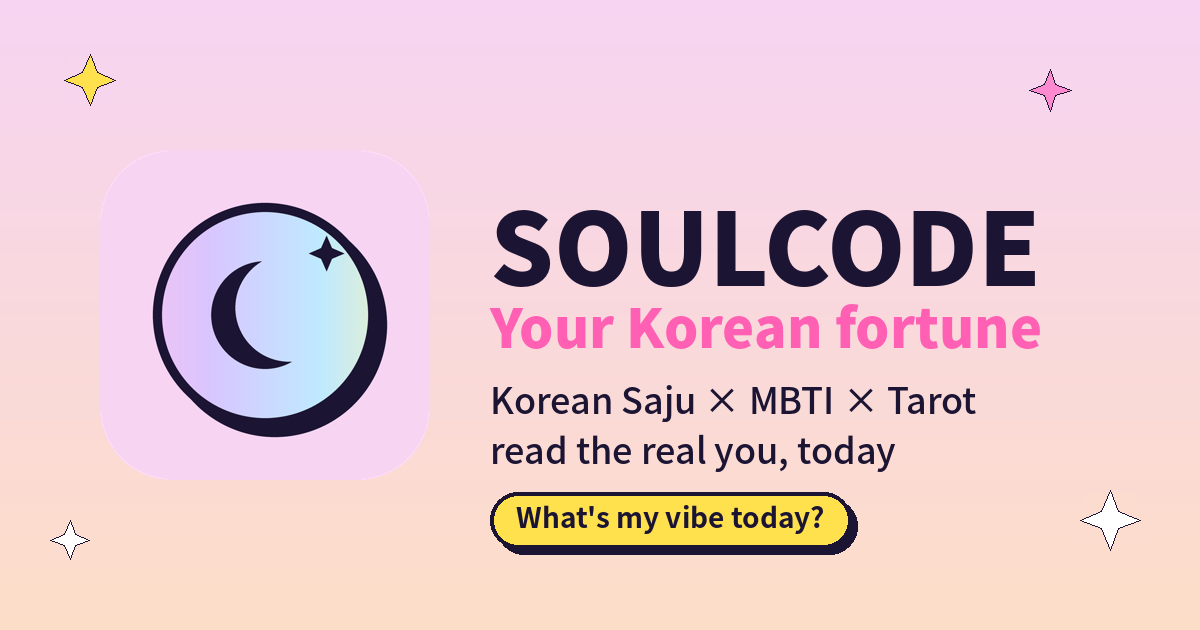 SOULCODE
Your Korean fortune
Korean Saju × MBTI × Tarot
read the real you, today
What's my vibe today?